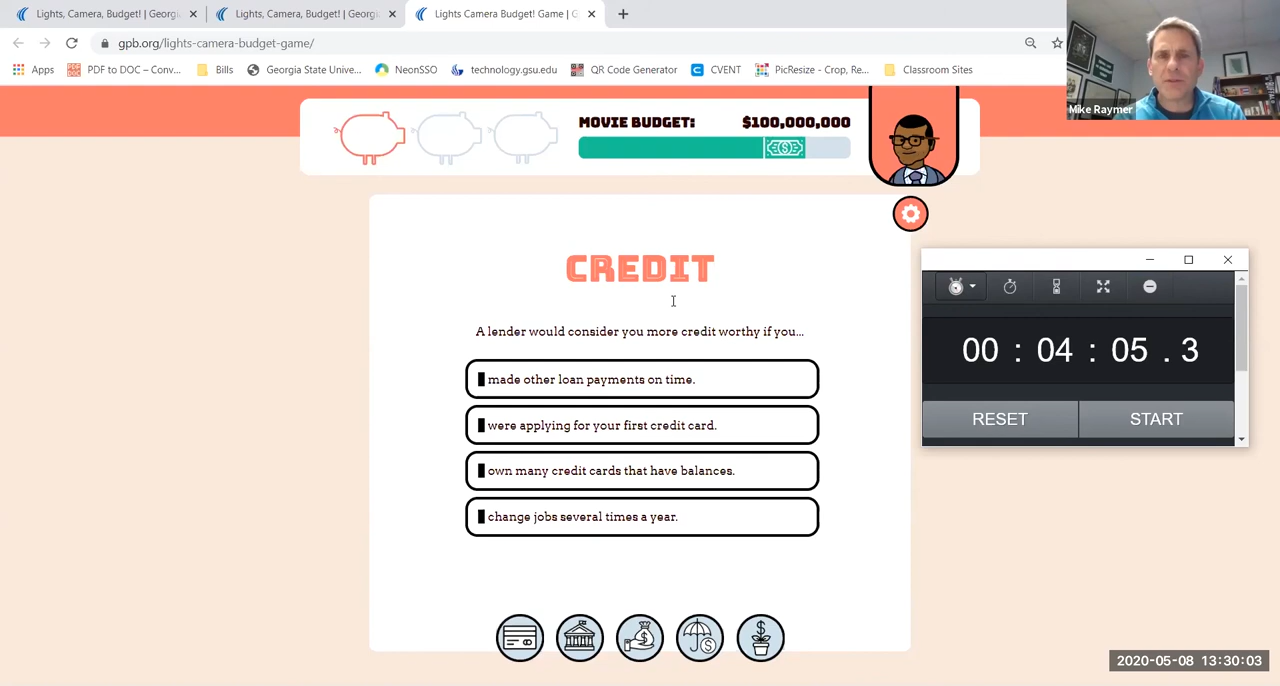 Lights, Camera, Budget! | Georgi
Lights, Camera, Budget! | Georgi
Lights Camera Budget! Game | G
gpb.org/lights-camera-budget-game/
Apps
PDF to DOC – Conv...
Bills
Georgia State Unive...
NeonSSO
technology.gsu.edu
QR Code Generator
CVENT
PicResize - Crop, Re...
Classroom Sites
Mike Raymer
MOVIE BUDGET:
$100,000,000
CREDIT
A lender would consider you more credit worthy if you...
made other loan payments on time.
were applying for your first credit card.
own many credit cards that have balances.
change jobs several times a year.
00 : 04 : 05 . 3
RESET
START
2020-05-08 13:30:03